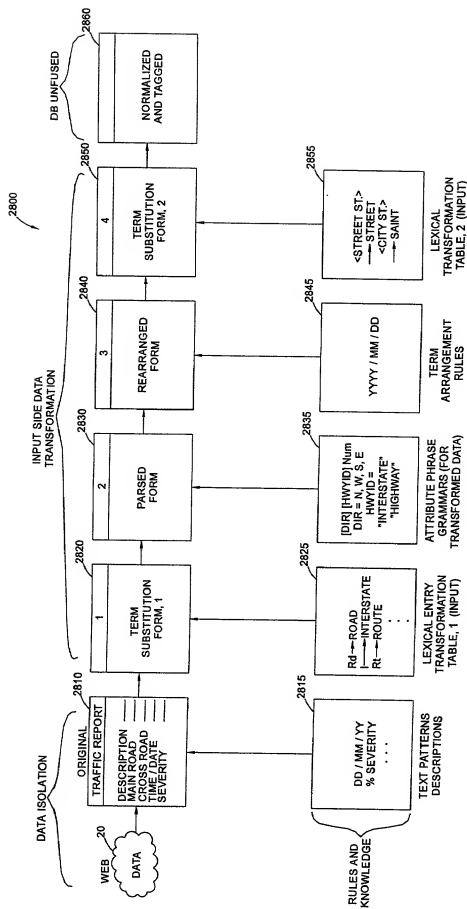 2800
DATA ISOLATION
INPUT SIDE DATA
TRANSFORMATION
DB UNFUSED
WEB
20
DATA
ORIGINAL
2810
TRAFFIC REPORT
DESCRIPTION
MAIN ROAD
CROSS ROAD
TIME / DATE
SEVERITY
2820
1
TERM
SUBSTITUTION
FORM, 1
2830
2
PARSED
FORM
2840
3
REARRANGED
FORM
2850
4
TERM
SUBSTITUTION
FORM, 2
2860
NORMALIZED
AND TAGGED
RULES AND
KNOWLEDGE
2815
DD / MM / YY
% SEVERITY
. . .
TEXT PATTERNS
DESCRIPTIONS
2825
Rd → ROAD
I → INTERSTATE
Rt → ROUTE
. . .
LEXICAL ENTRY
TRANSFORMATION
TABLE, 1 (INPUT)
2835
[DIR] [HWYID] Num
DIR = N, W, S, E
HWYID =
"INTERSTATE"
"HIGHWAY"
ATTRIBUTE PHRASE
GRAMMARS (FOR
TRANSFORMED DATA)
2845
YYYY / MM / DD
TERM
ARRANGEMENT
RULES
2855
<STREET ST.>
→ STREET
<CITY ST.>
→ SAINT
LEXICAL
TRANSFORMATION
TABLE, 2 (INPUT)